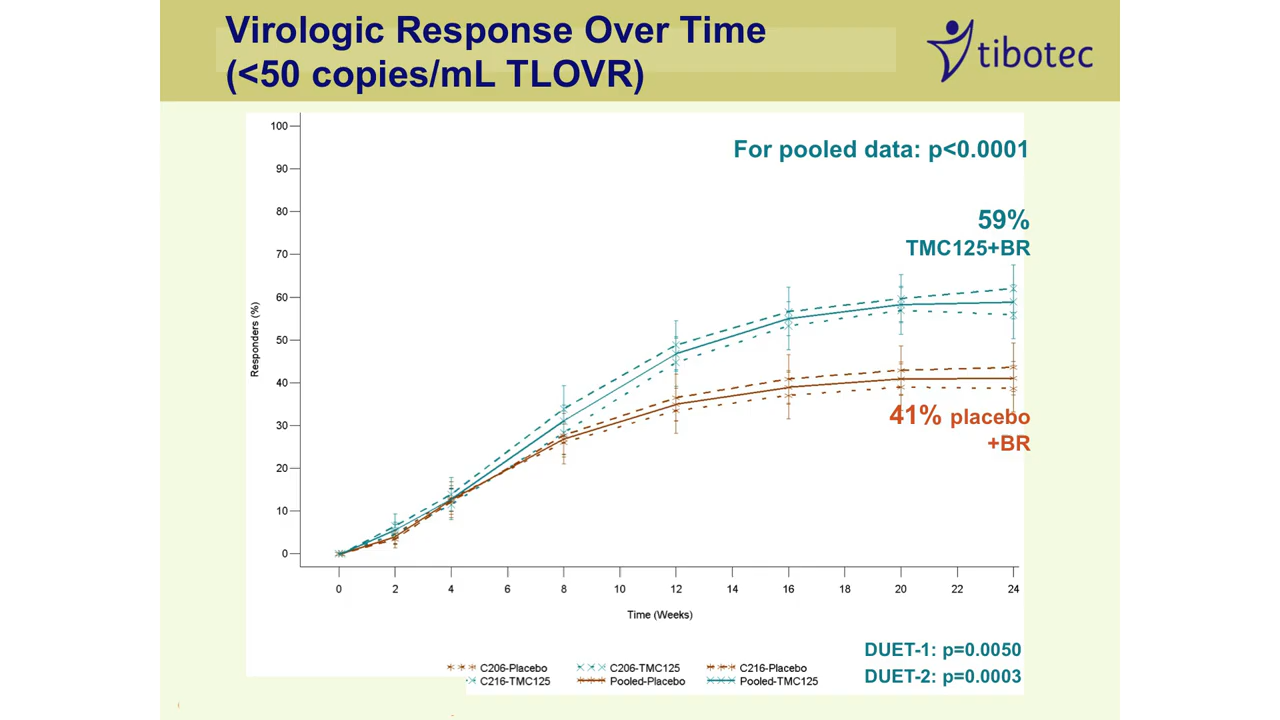 Virologic Response Over Time
(<50 copies/mL TLOVR)
tibotec
For pooled data: p<0.0001
59%
TMC125+BR
41% placebo
+BR
Responders (%)
100
90
80
70
60
50
40
30
20
10
0
0 2 4 6 8 10 12 14 16 18 20 22 24
Time (Weeks)
C206-Placebo C206-TMC125 C216-Placebo
C216-TMC125 Pooled-Placebo Pooled-TMC125
DUET-1: p=0.0050
DUET-2: p=0.0003